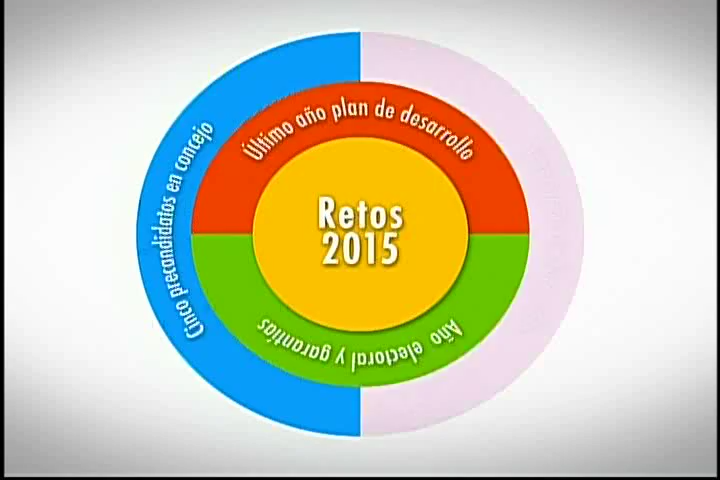 Retos
2015
Último año plan de desarrollo
Año electoral y garantías
Cinco precandidatos en concejo